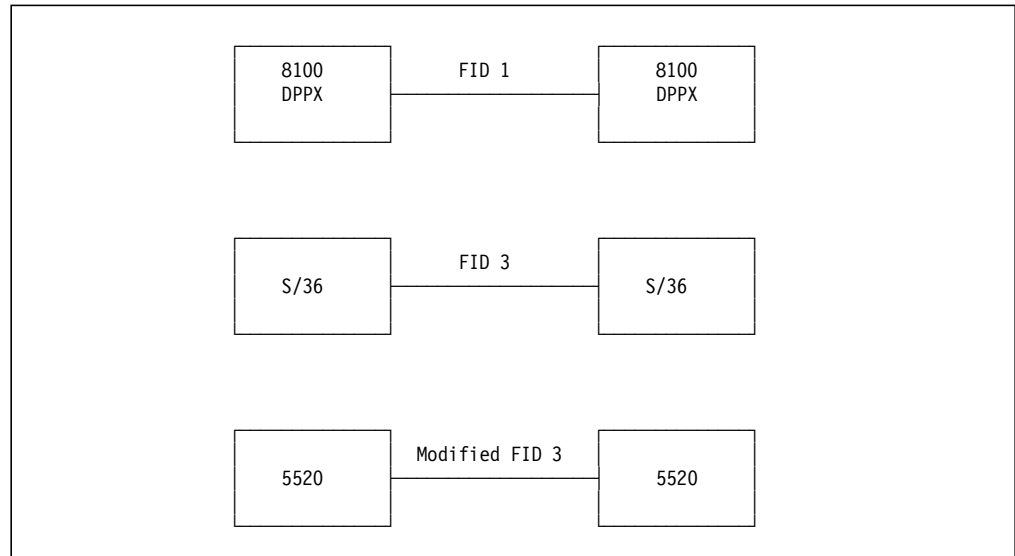 8100 DPPX
FID 1
8100 DPPX
S/36
FID 3
S/36
5520
Modified FID 3
5520